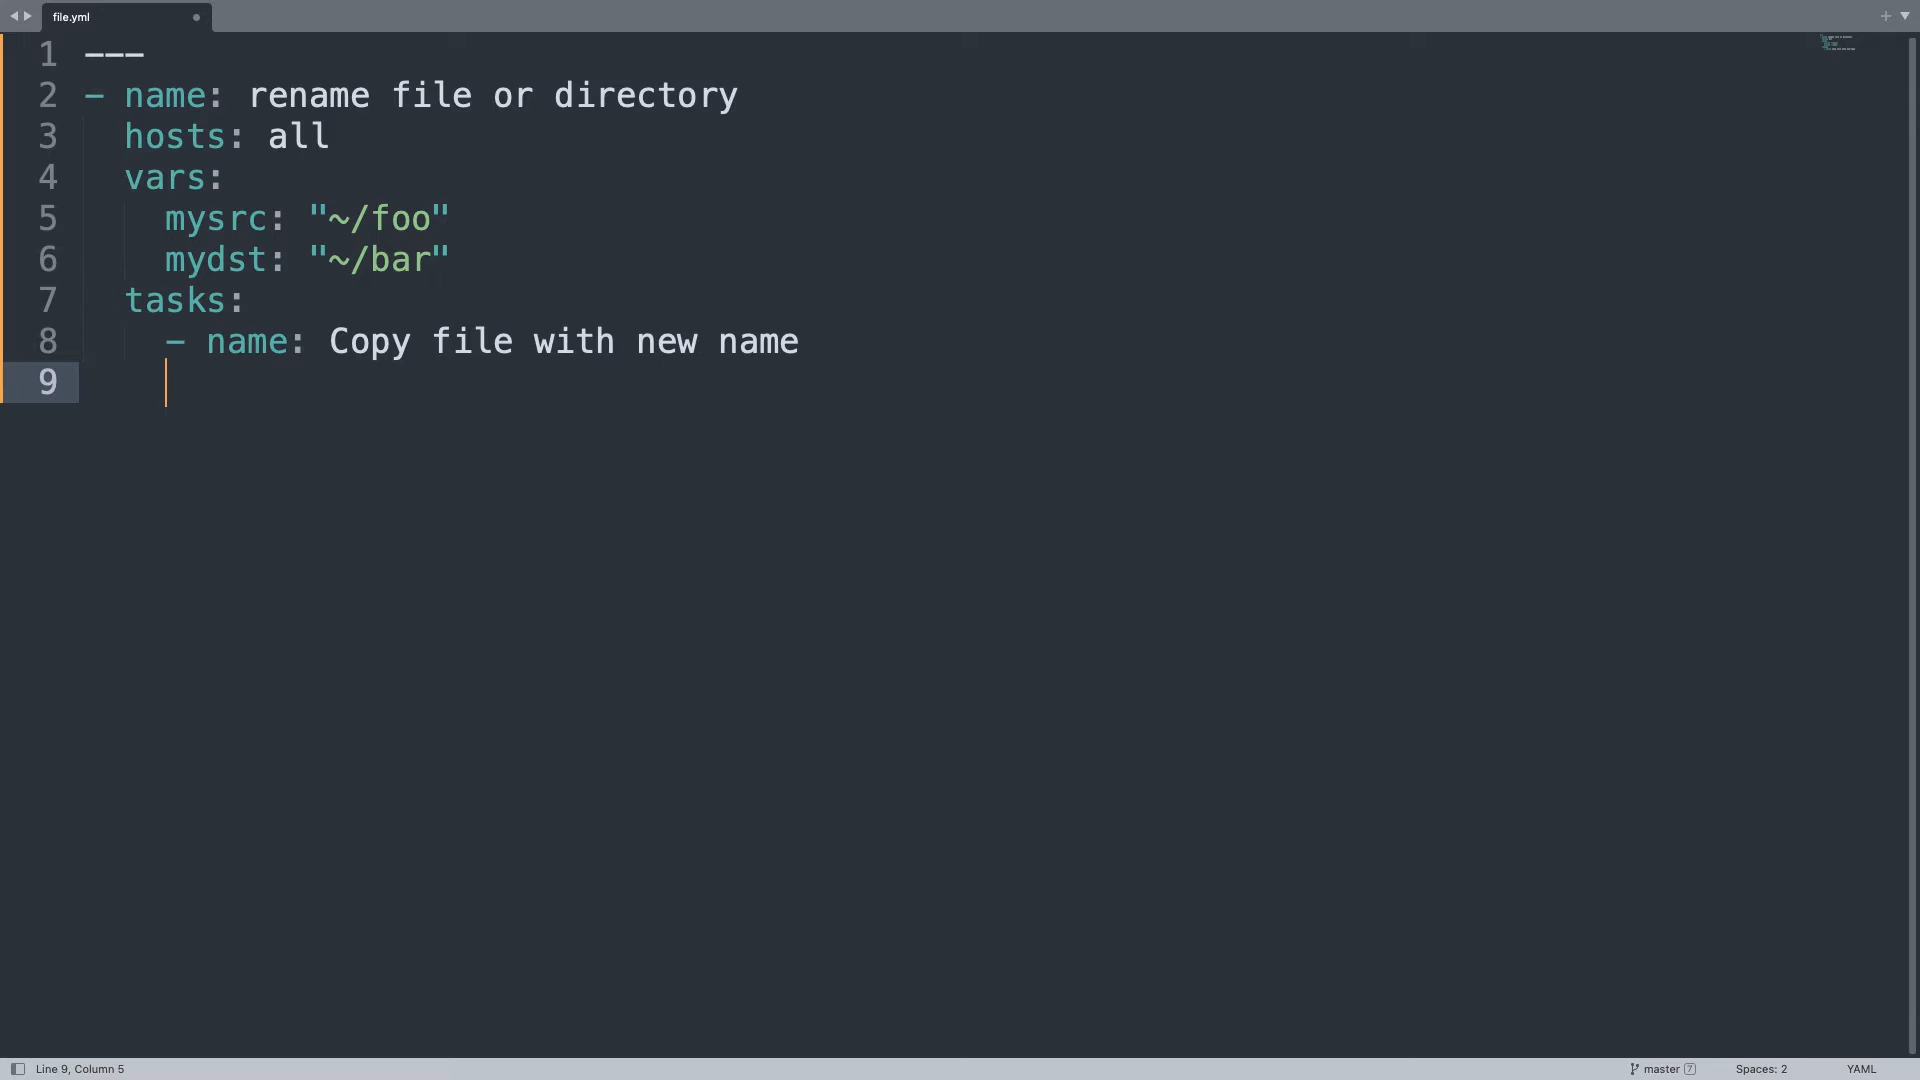 file.yml
1 ---
2 - name: rename file or directory
3   hosts: all
4   vars:
5     mysrc: "~/foo"
6     mydst: "~/bar"
7   tasks:
8     - name: Copy file with new name
9
Line 9, Column 5
master 7
Spaces: 2
YAML